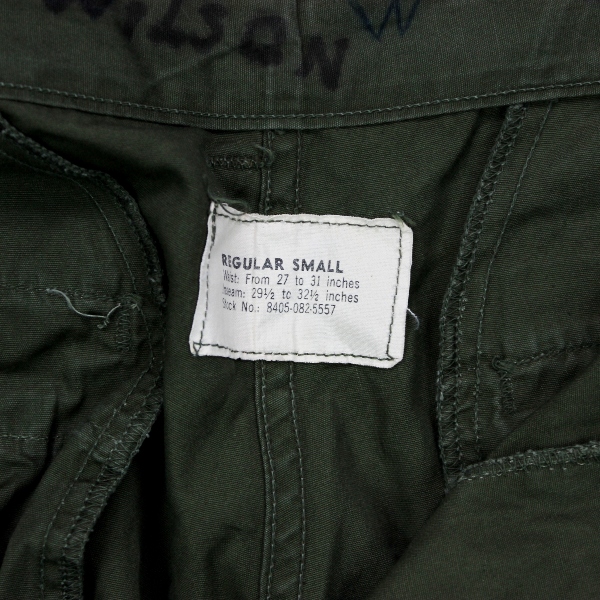 WILSON W
REGULAR SMALL
Waist: From 27 to 31 inches
Inseam: 29½ to 32½ inches
Stock No.: 8405-082-5557